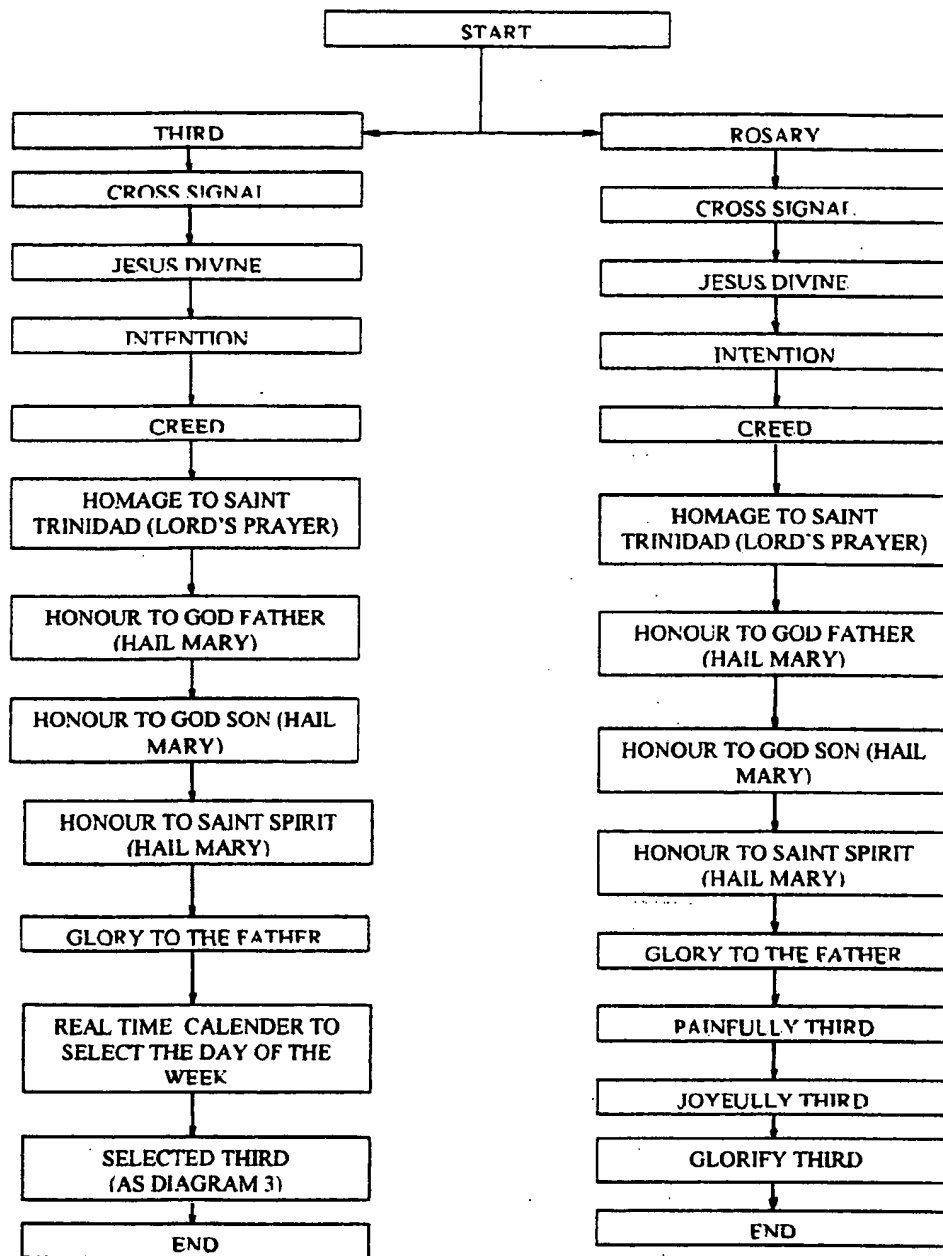 START
THIRD
CROSS SIGNAL
JESUS DIVINE
INTENTION
CREED
HOMAGE TO SAINT
TRINIDAD (LORD'S PRAYER)
HONOUR TO GOD FATHER
(HAIL MARY)
HONOUR TO GOD SON (HAIL
MARY)
HONOUR TO SAINT SPIRIT
(HAIL MARY)
GLORY TO THE FATHER
REAL TIME CALENDER TO
SELECT THE DAY OF THE
WEEK
SELECTED THIRD
(AS DIAGRAM 3)
END
ROSARY
CROSS SIGNAL
JESUS DIVINE
INTENTION
CREED
HOMAGE TO SAINT
TRINIDAD (LORD'S PRAYER)
HONOUR TO GOD FATHER
(HAIL MARY)
HONOUR TO GOD SON (HAIL
MARY)
HONOUR TO SAINT SPIRIT
(HAIL MARY)
GLORY TO THE FATHER
PAINFULLY THIRD
JOYEULLY THIRD
GLORIFY THIRD
END